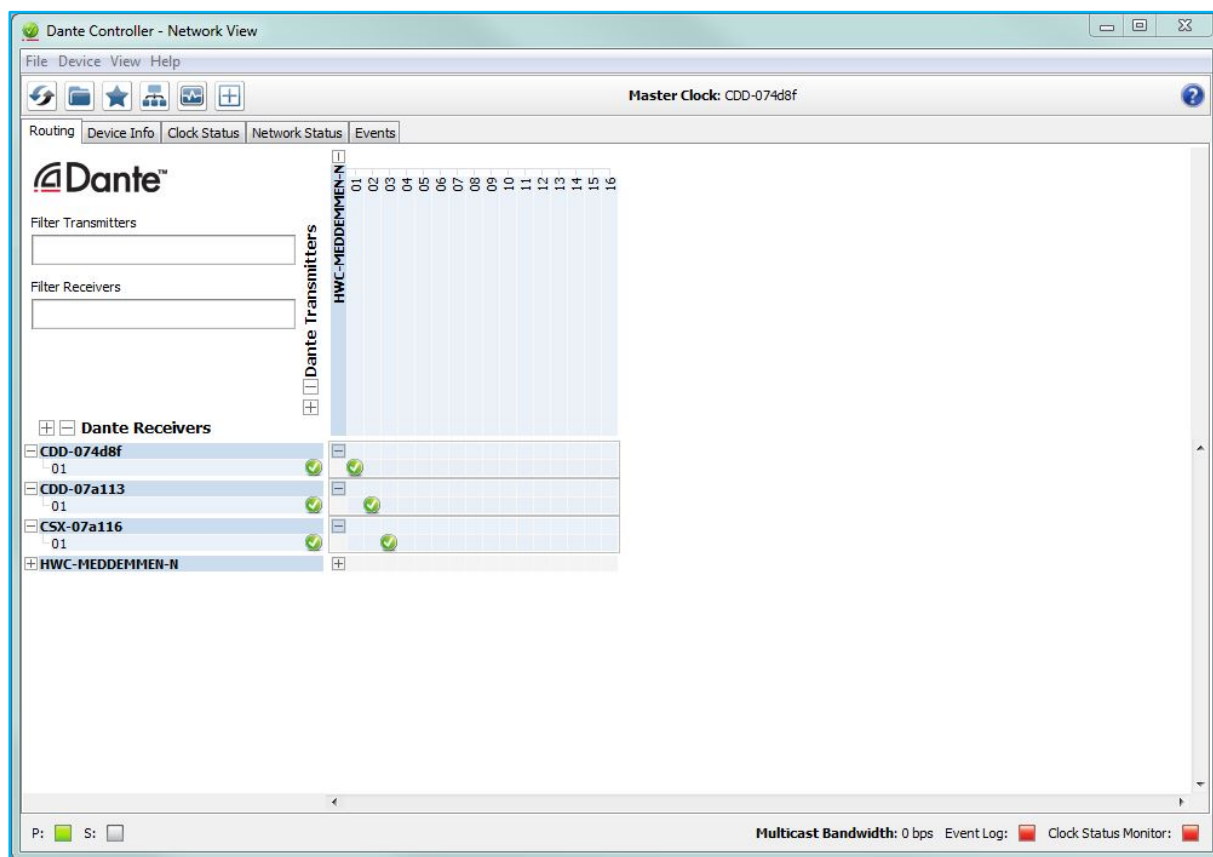 Dante Controller - Network View
File Device View Help
Master Clock: CDD-074d8f
Routing Device Info Clock Status Network Status Events
Dante™
Filter Transmitters
Filter Receivers
Dante Transmitters
HWC-MEDDEMMEN-N
01 02 03 04 05 06 07 08 09 10 11 12 13 14 15 16
Dante Receivers
CDD-074d8f
01
CDD-07a113
01
CSX-07a116
01
HWC-MEDDEMMEN-N
P: S:
Multicast Bandwidth: 0 bps Event Log: Clock Status Monitor: